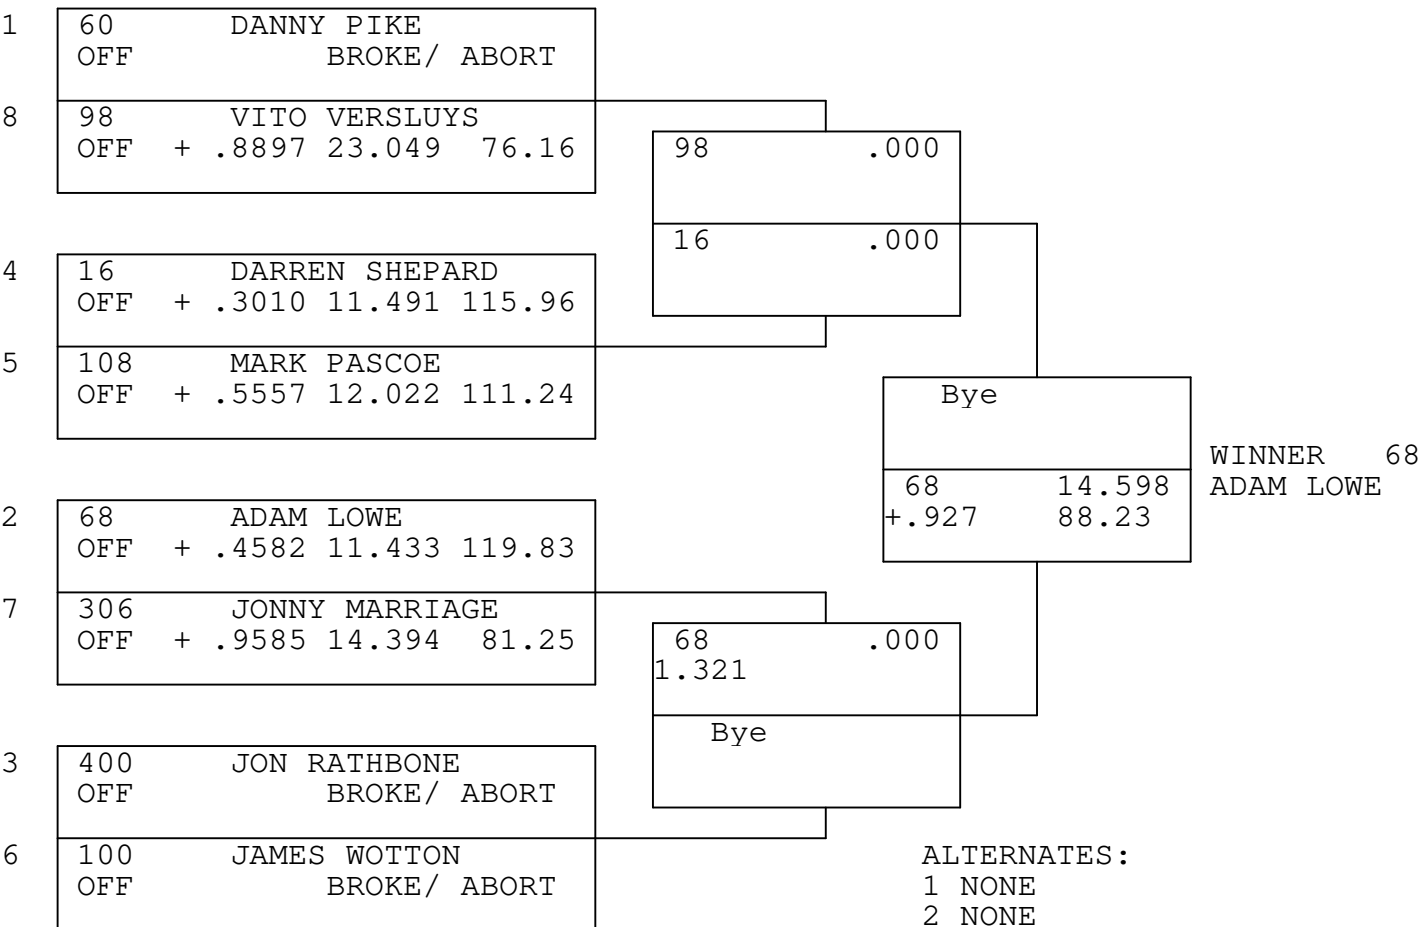 1 60 DANNY PIKE
OFF BROKE/ ABORT
8 98 VITO VERSLUYS
OFF + .8897 23.049 76.16
98 .000
16 .000
4 16 DARREN SHEPARD
OFF + .3010 11.491 115.96
5 108 MARK PASCOE
OFF + .5557 12.022 111.24
Bye
68 14.598
+.927 88.23
WINNER 68
ADAM LOWE
2 68 ADAM LOWE
OFF + .4582 11.433 119.83
7 306 JONNY MARRIAGE
OFF + .9585 14.394 81.25
68 .000
1.321
Bye
3 400 JON RATHBONE
OFF BROKE/ ABORT
6 100 JAMES WOTTON
OFF BROKE/ ABORT
ALTERNATES:
1 NONE
2 NONE